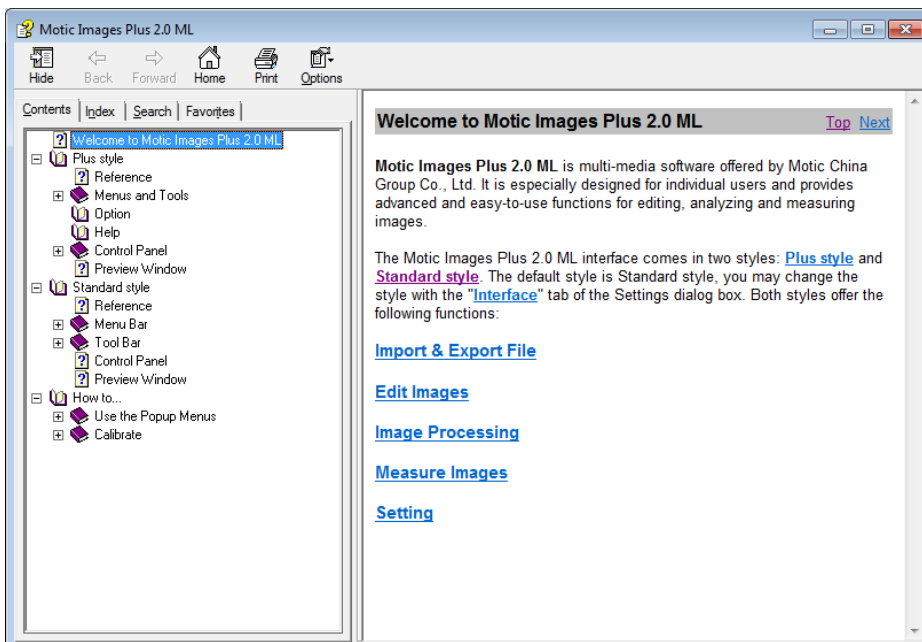 Motic Images Plus 2.0 ML
Hide Back Forward Home Print Options
Contents Index Search Favorites
Welcome to Motic Images Plus 2.0 ML
Plus style
Reference
Menus and Tools
Option
Help
Control Panel
Preview Window
Standard style
Reference
Menu Bar
Tool Bar
Control Panel
Preview Window
How to...
Use the Popup Menus
Calibrate
Welcome to Motic Images Plus 2.0 ML Top Next
Motic Images Plus 2.0 ML is multi-media software offered by Motic China
Group Co., Ltd. It is especially designed for individual users and provides
advanced and easy-to-use functions for editing, analyzing and measuring
images.
The Motic Images Plus 2.0 ML interface comes in two styles: Plus style and
Standard style. The default style is Standard style, you may change the
style with the "Interface" tab of the Settings dialog box. Both styles offer the
following functions:
Import & Export File
Edit Images
Image Processing
Measure Images
Setting